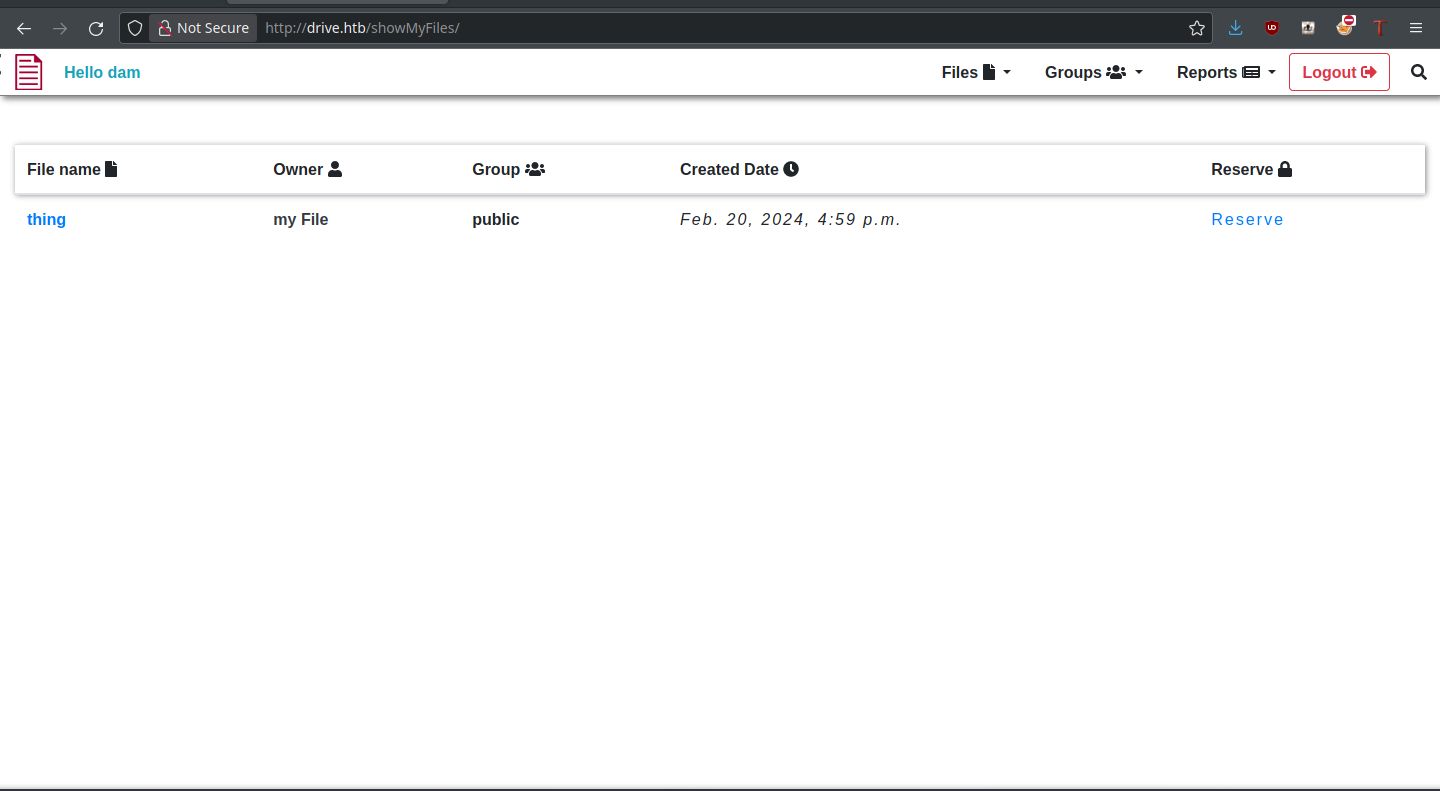 Not Secure http://drive.htb/showMyFiles/
Hello dam Files Groups Reports Logout
File name Owner Group Created Date Reserve
thing my File public Feb. 20, 2024, 4:59 p.m. Reserve